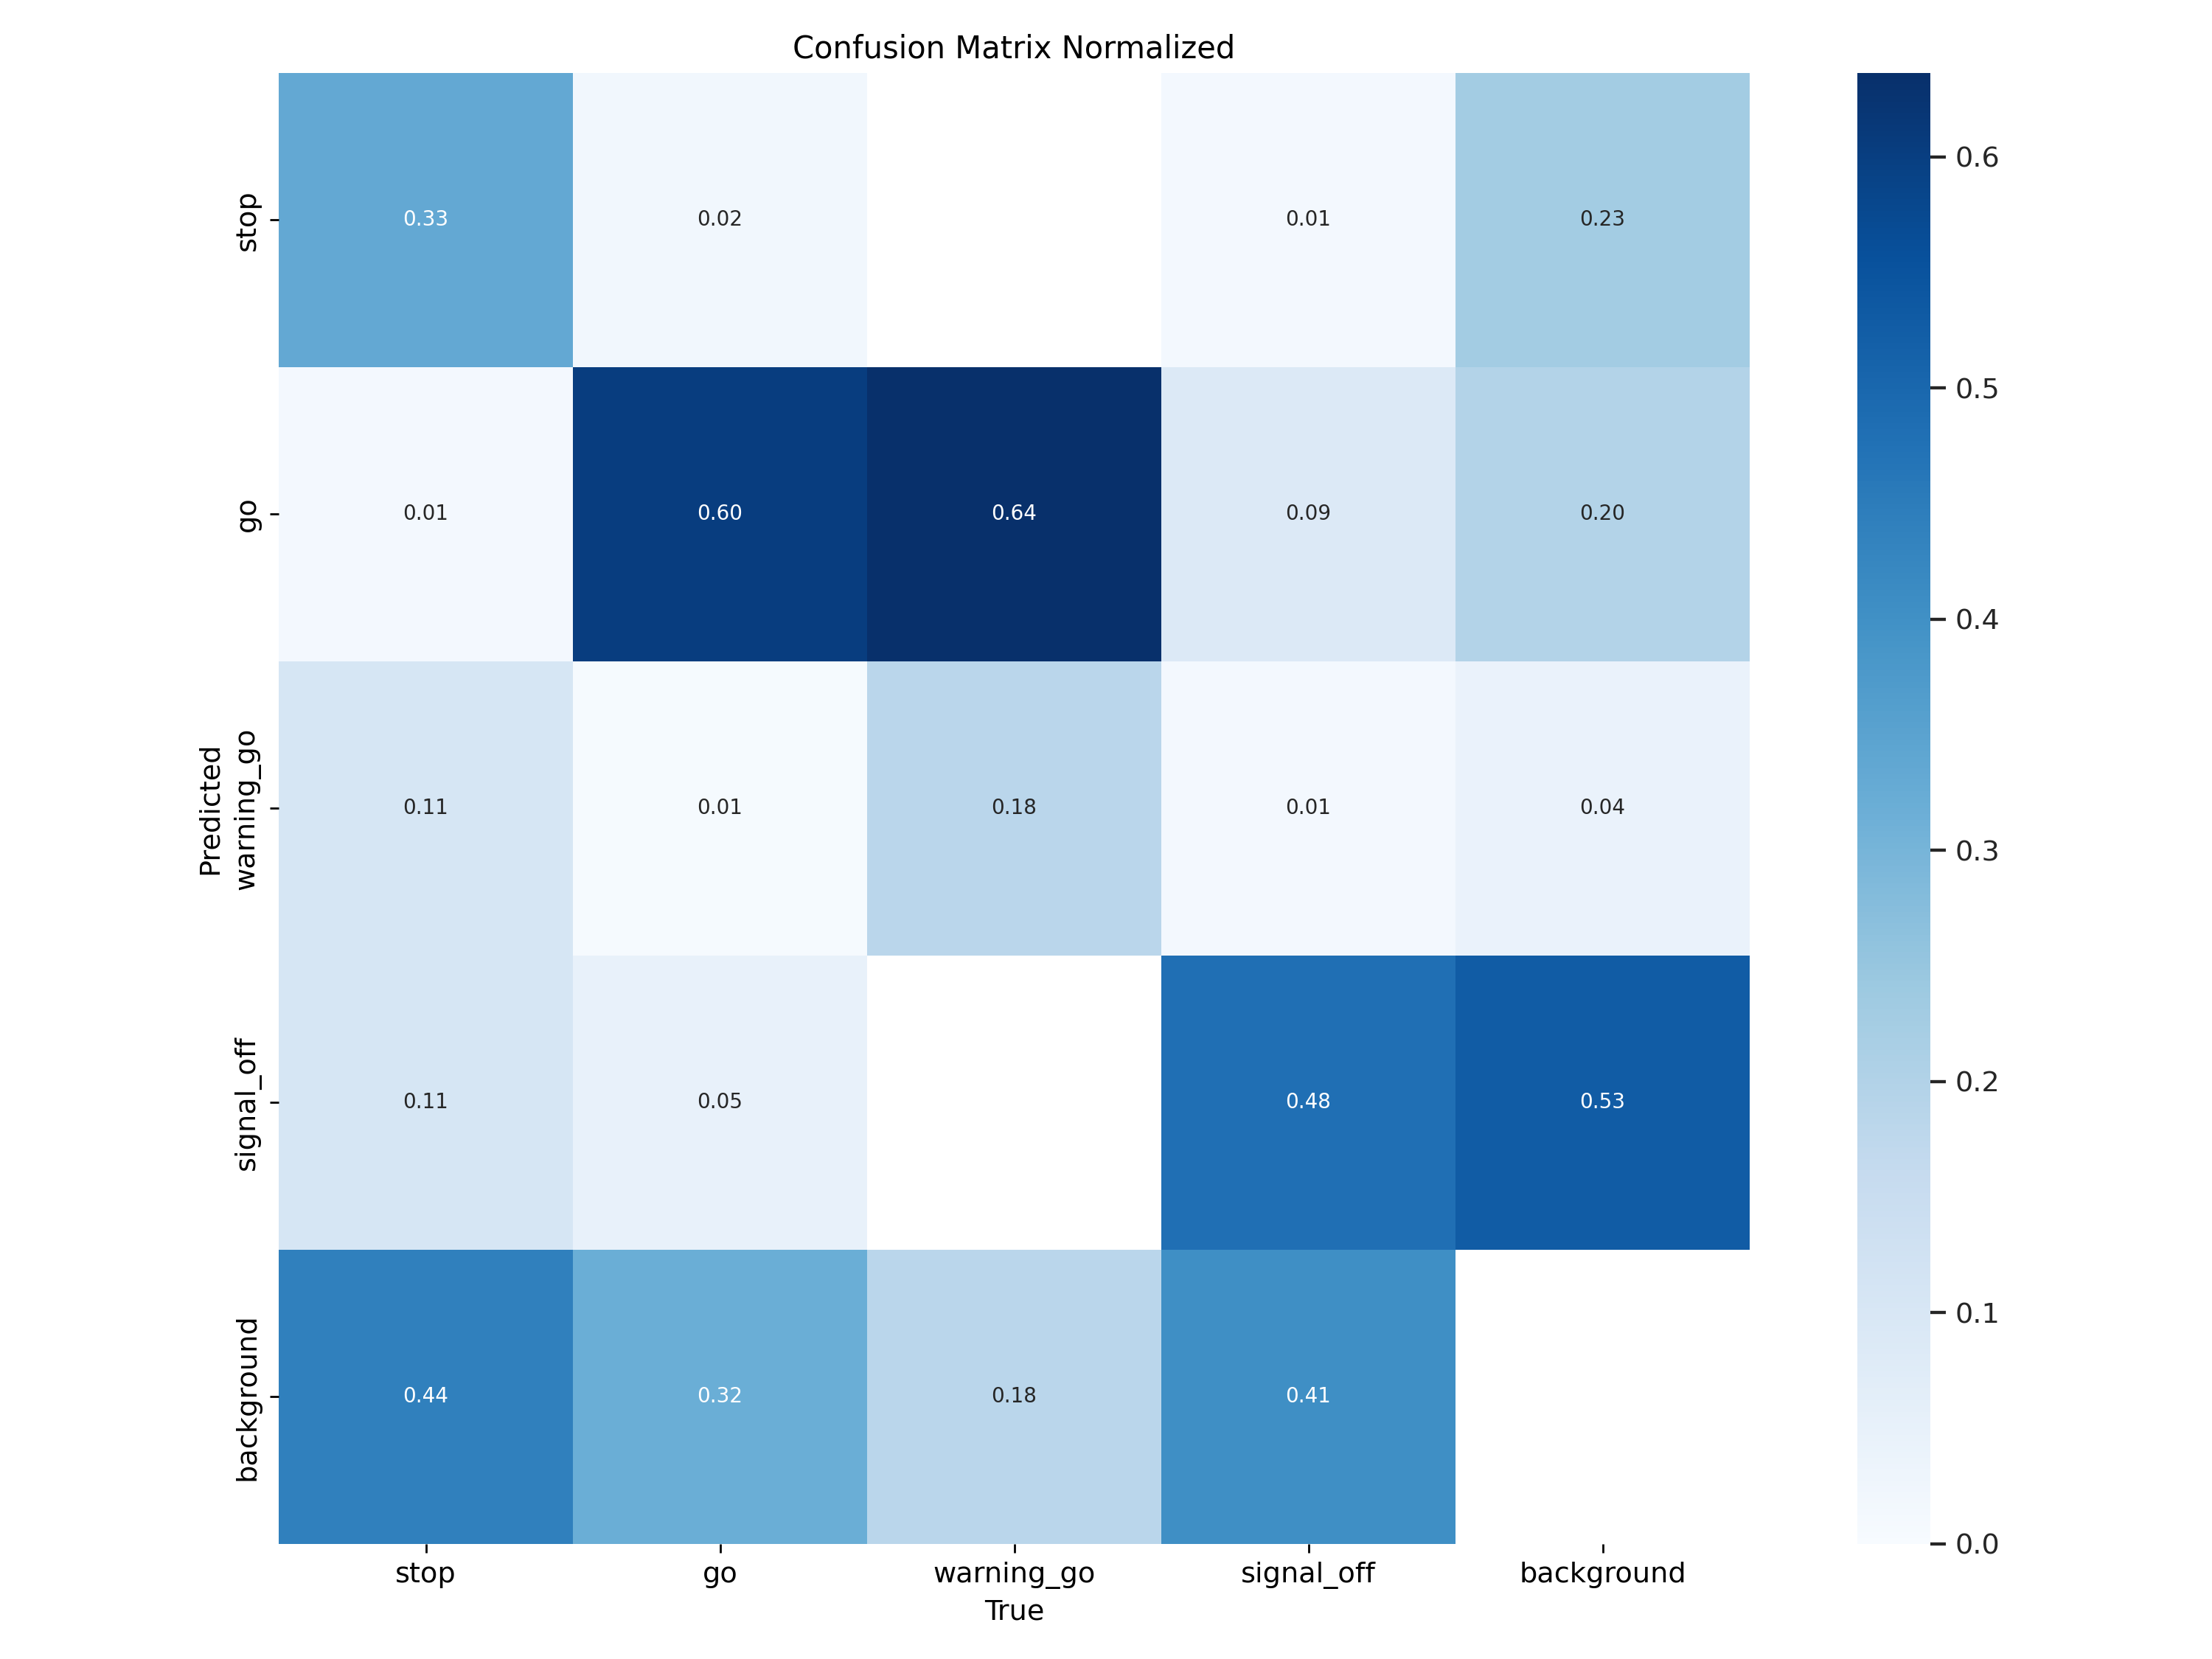 Confusion Matrix Normalized
stop
0.33
0.02
0.01
0.23
go
0.01
0.60
0.64
0.09
0.20
Predicted
warning_go
0.11
0.01
0.18
0.01
0.04
signal_off
0.11
0.05
0.48
0.53
background
0.44
0.32
0.18
0.41
stop
go
warning_go
signal_off
background
True
0.6
0.5
0.4
0.3
0.2
0.1
0.0